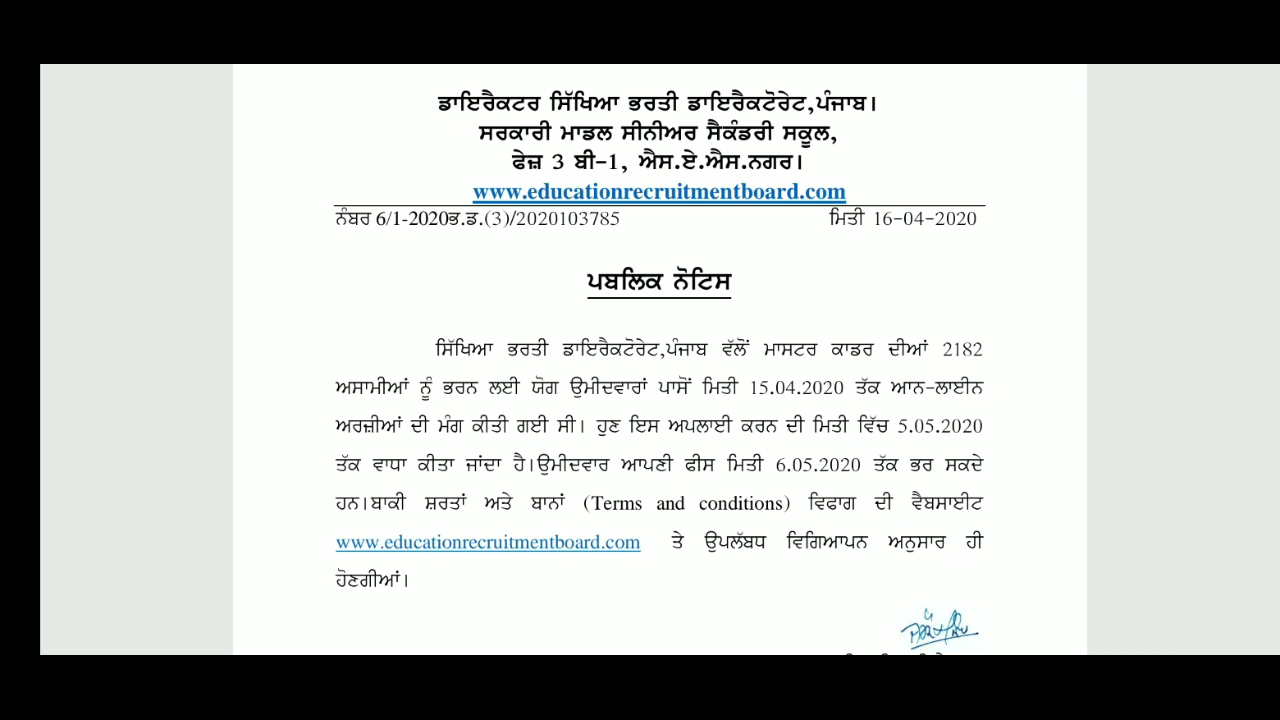 ਡਾਇਰੈਕਟਰ ਸਿੱਖਿਆ ਭਰਤੀ ਡਾਇਰੈਕਟੋਰੇਟ,ਪੰਜਾਬ।
ਸਰਕਾਰੀ ਮਾਡਲ ਸੀਨੀਅਰ ਸੈਕੰਡਰੀ ਸਕੂਲ,
ਫੇਜ਼ 3 ਬੀ-1, ਐਸ.ਏ.ਐਸ.ਨਗਰ।
www.educationrecruitmentboard.com
ਨੰਬਰ 6/1-2020ਭ.ਡ.(3)/2020103785 ਮਿਤੀ 16-04-2020
ਪਬਲਿਕ ਨੋਟਿਸ
ਸਿੱਖਿਆ ਭਰਤੀ ਡਾਇਰੈਕਟੋਰੇਟ,ਪੰਜਾਬ ਵੱਲੋਂ ਮਾਸਟਰ ਕਾਡਰ ਦੀਆਂ 2182
ਅਸਾਮੀਆਂ ਨੂੰ ਭਰਨ ਲਈ ਯੋਗ ਉਮੀਦਵਾਰਾਂ ਪਾਸੋਂ ਮਿਤੀ 15.04.2020 ਤੱਕ ਆਨ-ਲਾਈਨ
ਅਰਜ਼ੀਆਂ ਦੀ ਮੰਗ ਕੀਤੀ ਗਈ ਸੀ। ਹੁਣ ਇਸ ਅਪਲਾਈ ਕਰਨ ਦੀ ਮਿਤੀ ਵਿੱਚ 5.05.2020
ਤੱਕ ਵਾਧਾ ਕੀਤਾ ਜਾਂਦਾ ਹੈ।ਉਮੀਦਵਾਰ ਆਪਣੀ ਫੀਸ ਮਿਤੀ 6.05.2020 ਤੱਕ ਭਰ ਸਕਦੇ
ਹਨ।ਬਾਕੀ ਸ਼ਰਤਾਂ ਅਤੇ ਬਾਨਾਂ (Terms and conditions) ਵਿਫਾਗ ਦੀ ਵੈਬਸਾਈਟ
www.educationrecruitmentboard.com ਤੇ ਉਪਲੱਬਧ ਵਿਗਿਆਪਨ ਅਨੁਸਾਰ ਹੀ
ਹੋਣਗੀਆਂ।